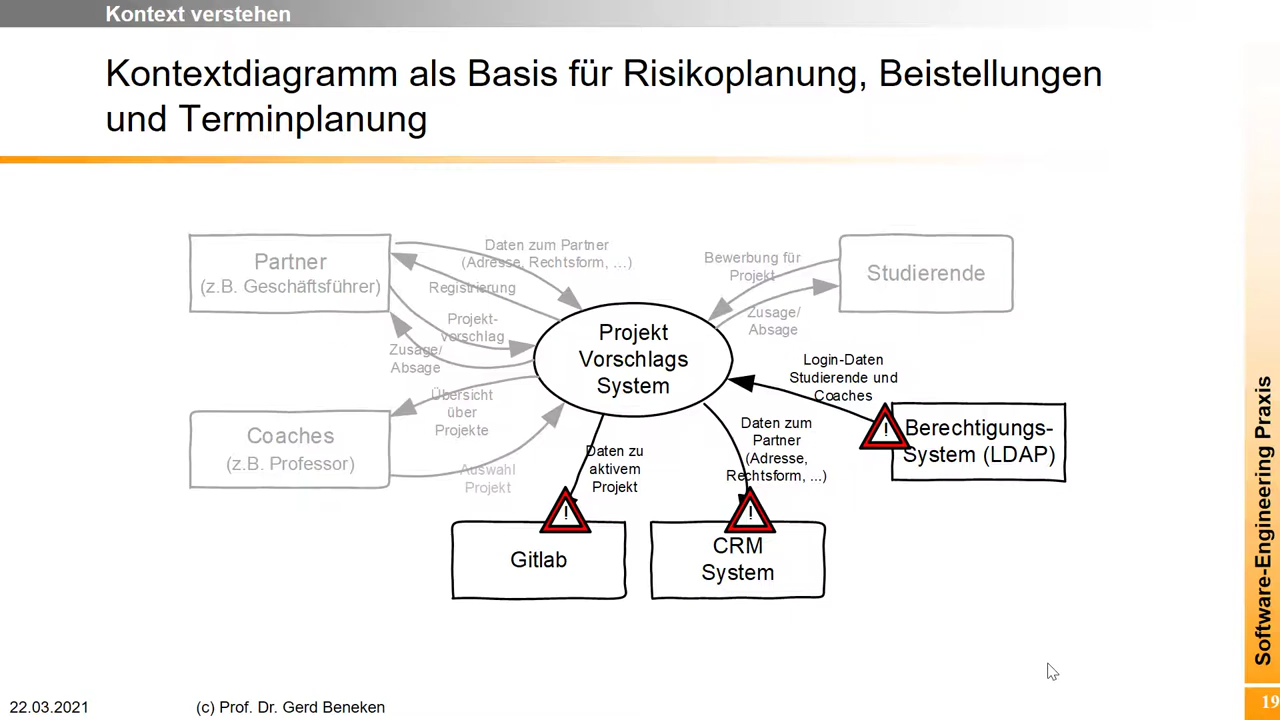 Kontext verstehen
Kontextdiagramm als Basis für Risikoplanung, Beistellungen
und Terminplanung
Partner
(z.B. Geschäftsführer)
Daten zum Partner
(Adresse, Rechtsform, ...)
Registrierung
Projekt-
vorschlag
Zusage/
Absage
Bewerbung für
Projekt
Studierende
Zusage/
Absage
Projekt
Vorschlags
System
Login-Daten
Studierende und
Coaches
Coaches
(z.B. Professor)
Übersicht
über
Projekte
Auswahl
Projekt
Daten zu
aktivem
Projekt
Daten zum
Partner
(Adresse,
Rechtsform, ...)
!
Berechtigungs-
System (LDAP)
!
Gitlab
!
CRM
System
Software-Engineering Praxis
22.03.2021
(c) Prof. Dr. Gerd Beneken
19